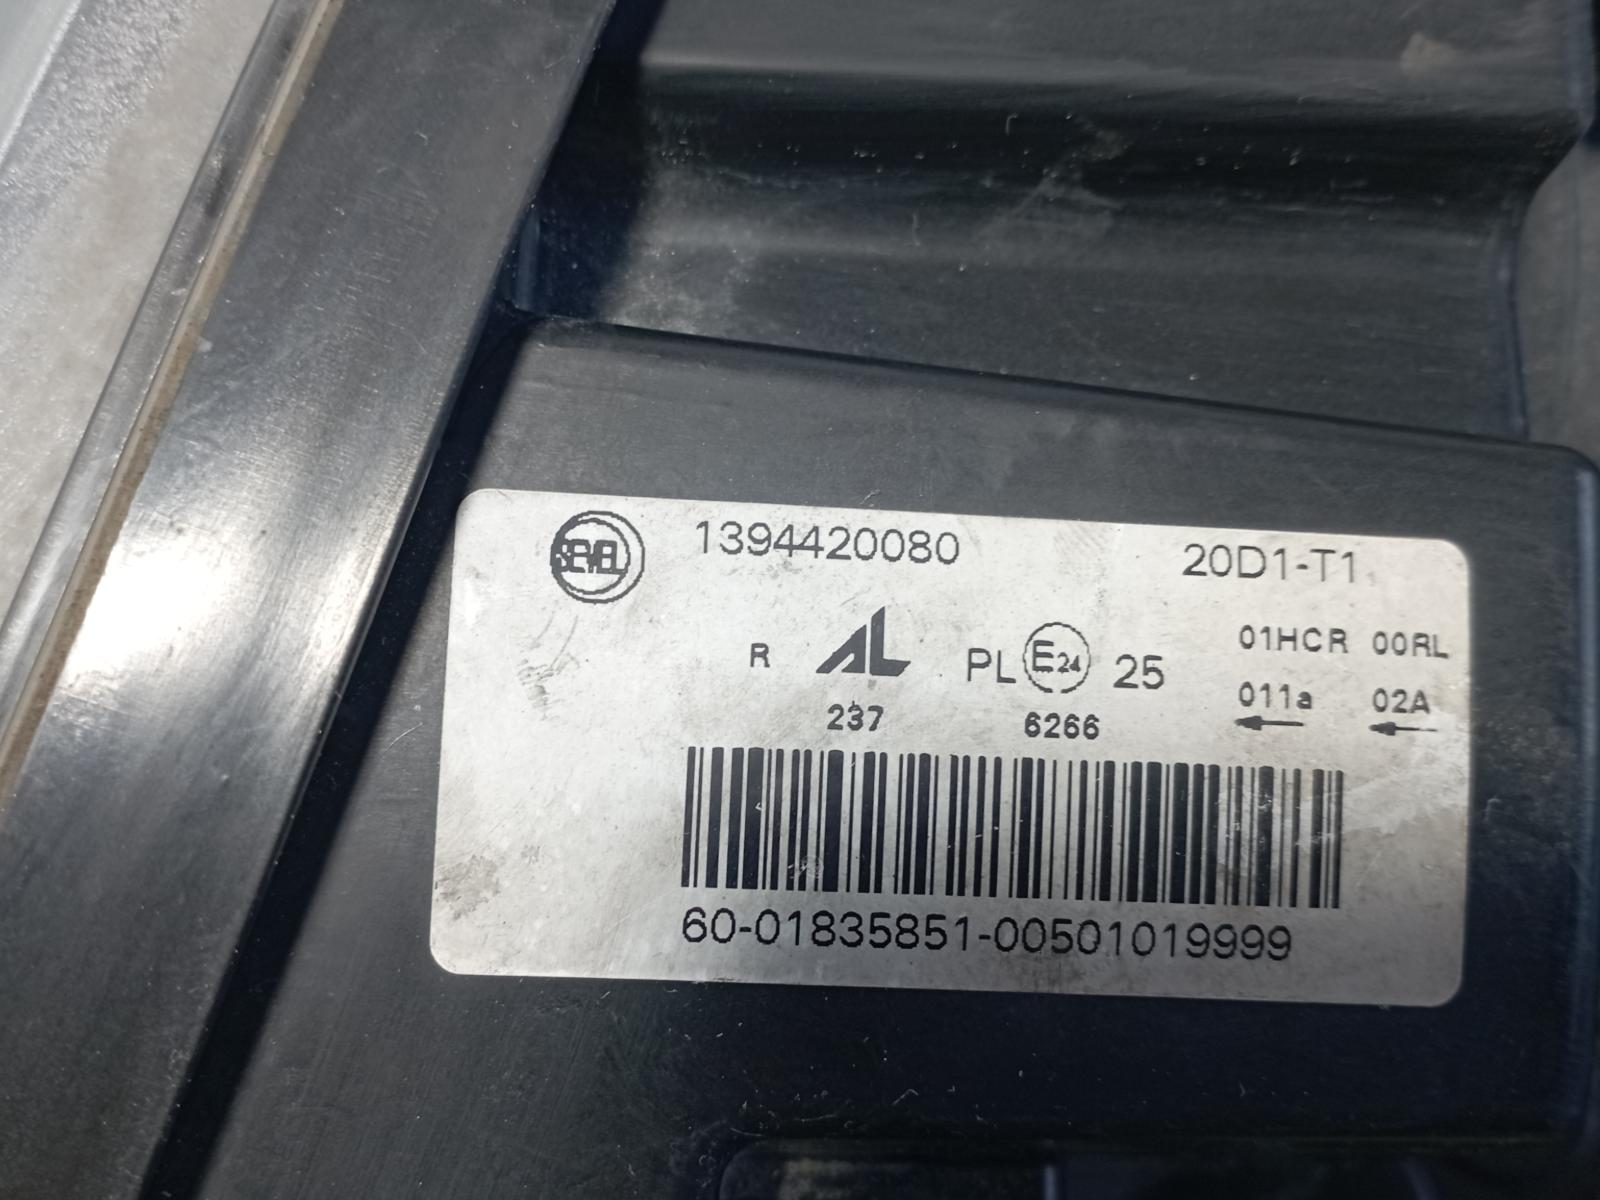 SEVEL 1394420080 20D1-T1
R AL PL E24 25 01HCR 00RL
237 6266 011a 02A
60-01835851-00501019999